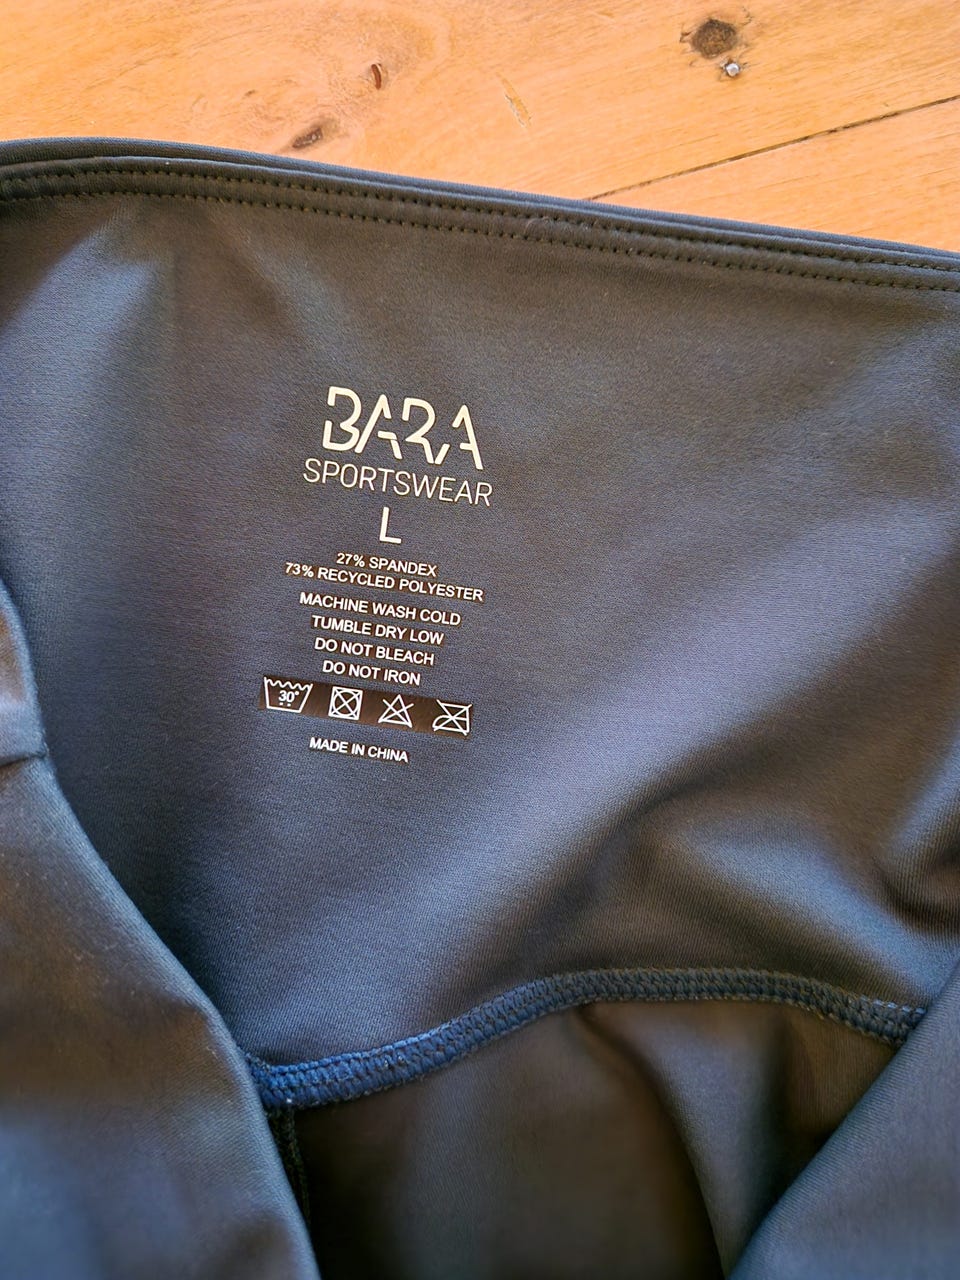 BARA
SPORTSWEAR
L
27% SPANDEX
73% RECYCLED POLYESTER
MACHINE WASH COLD
TUMBLE DRY LOW
DO NOT BLEACH
DO NOT IRON
30°
MADE IN CHINA